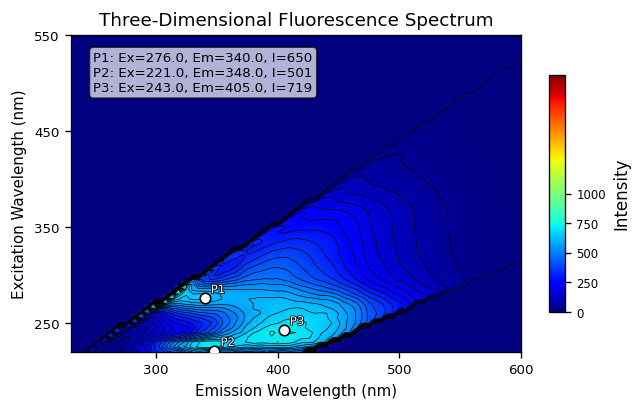 Three-Dimensional Fluorescence Spectrum
P1: Ex=276.0, Em=340.0, I=650
P2: Ex=221.0, Em=348.0, I=501
P3: Ex=243.0, Em=405.0, I=719
550
450
350
250
Excitation Wavelength (nm)
P1
P3
P2
300
400
500
600
Emission Wavelength (nm)
1000
750
500
250
0
Intensity